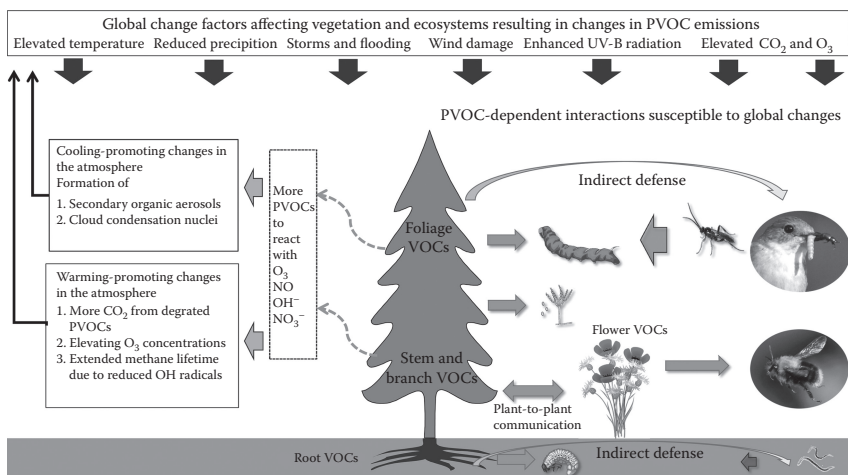 Global change factors affecting vegetation and ecosystems resulting in changes in PVOC emissions
Elevated temperature Reduced precipition Storms and flooding Wind damage Enhanced UV-B radiation Elevated CO₂ and O₃
PVOC-dependent interactions susceptible to global changes
Cooling-promoting changes in
the atmosphere
Formation of
1. Secondary organic aerosols
2. Cloud condensation nuclei
Warming-promoting changes
in the atmosphere
1. More CO₂ from degrated
PVOCs
2. Elevating O₃ concentrations
3. Extended methane lifetime
due to reduced OH radicals
More
PVOCs
to
react
with
O₃
NO
OH⁻
NO₃⁻
Foliage
VOCs
Stem and
branch VOCs
Indirect defense
Flower VOCs
Plant-to-plant
communication
Root VOCs
Indirect defense